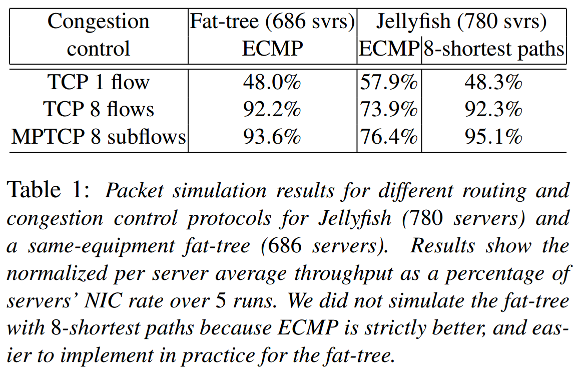 Congestion Fat-tree (686 svrs) Jellyfish (780 svrs)
control ECMP ECMP 8-shortest paths
TCP 1 flow 48.0% 57.9% 48.3%
TCP 8 flows 92.2% 73.9% 92.3%
MPTCP 8 subflows 93.6% 76.4% 95.1%
Table 1: Packet simulation results for different routing and
congestion control protocols for Jellyfish (780 servers) and
a same-equipment fat-tree (686 servers). Results show the
normalized per server average throughput as a percentage of
servers' NIC rate over 5 runs. We did not simulate the fat-tree
with 8-shortest paths because ECMP is strictly better, and eas-
ier to implement in practice for the fat-tree.